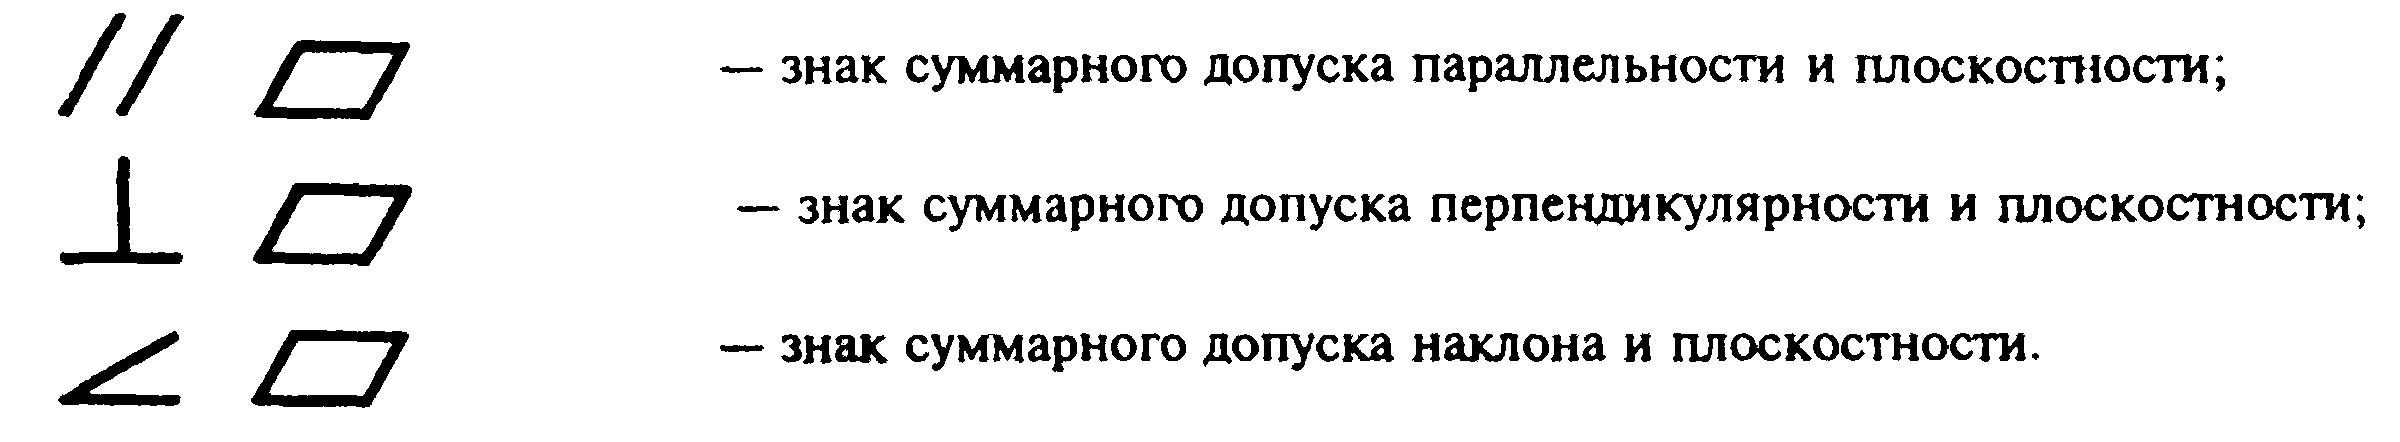 — знак суммарного допуска параллельности и плоскостности;
— знак суммарного допуска перпендикулярности и плоскостности;
— знак суммарного допуска наклона и плоскостности.